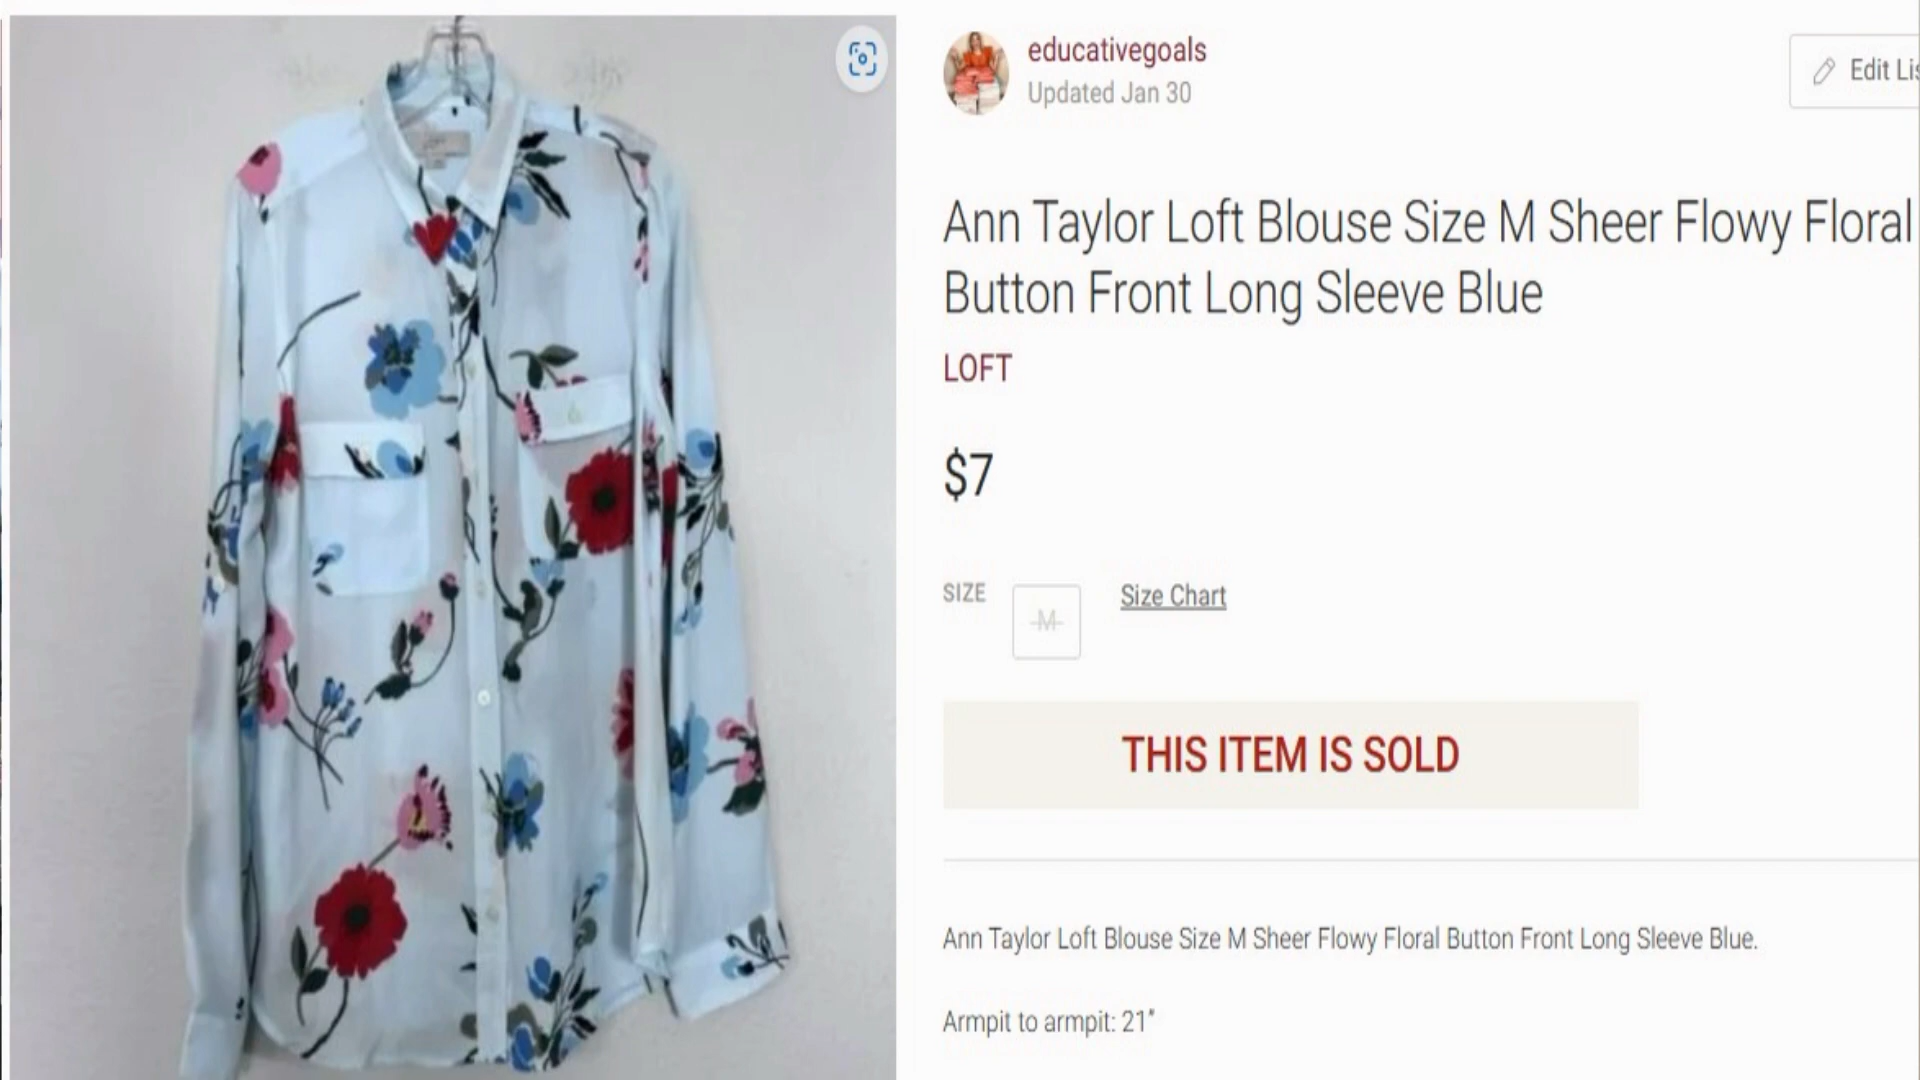 educativegoals
Updated Jan 30
Edit Lis
Ann Taylor Loft Blouse Size M Sheer Flowy Floral
Button Front Long Sleeve Blue
LOFT
$7
SIZE
M
Size Chart
THIS ITEM IS SOLD
Ann Taylor Loft Blouse Size M Sheer Flowy Floral Button Front Long Sleeve Blue.
Armpit to armpit: 21"